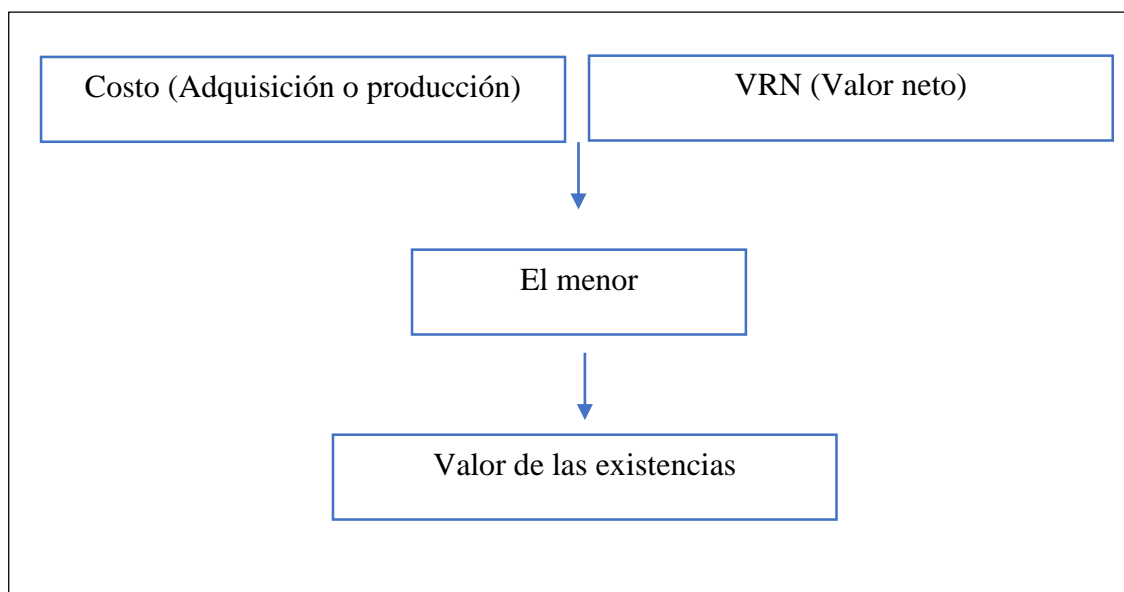 Costo (Adquisición o producción)
VRN (Valor neto)
El menor
Valor de las existencias